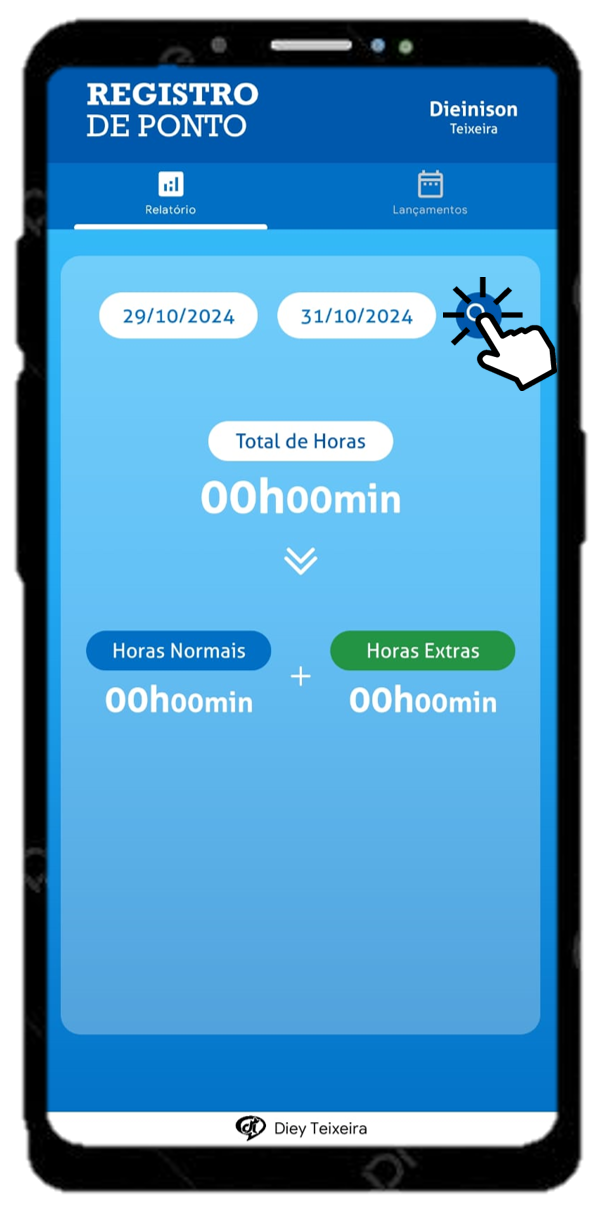 REGISTRO
DE PONTO
Dieinison
Teixeira
Relatório
Lançamentos
29/10/2024
31/10/2024
Total de Horas
00h00min
Horas Normais
Horas Extras
+
00h00min
00h00min
Diey Teixeira